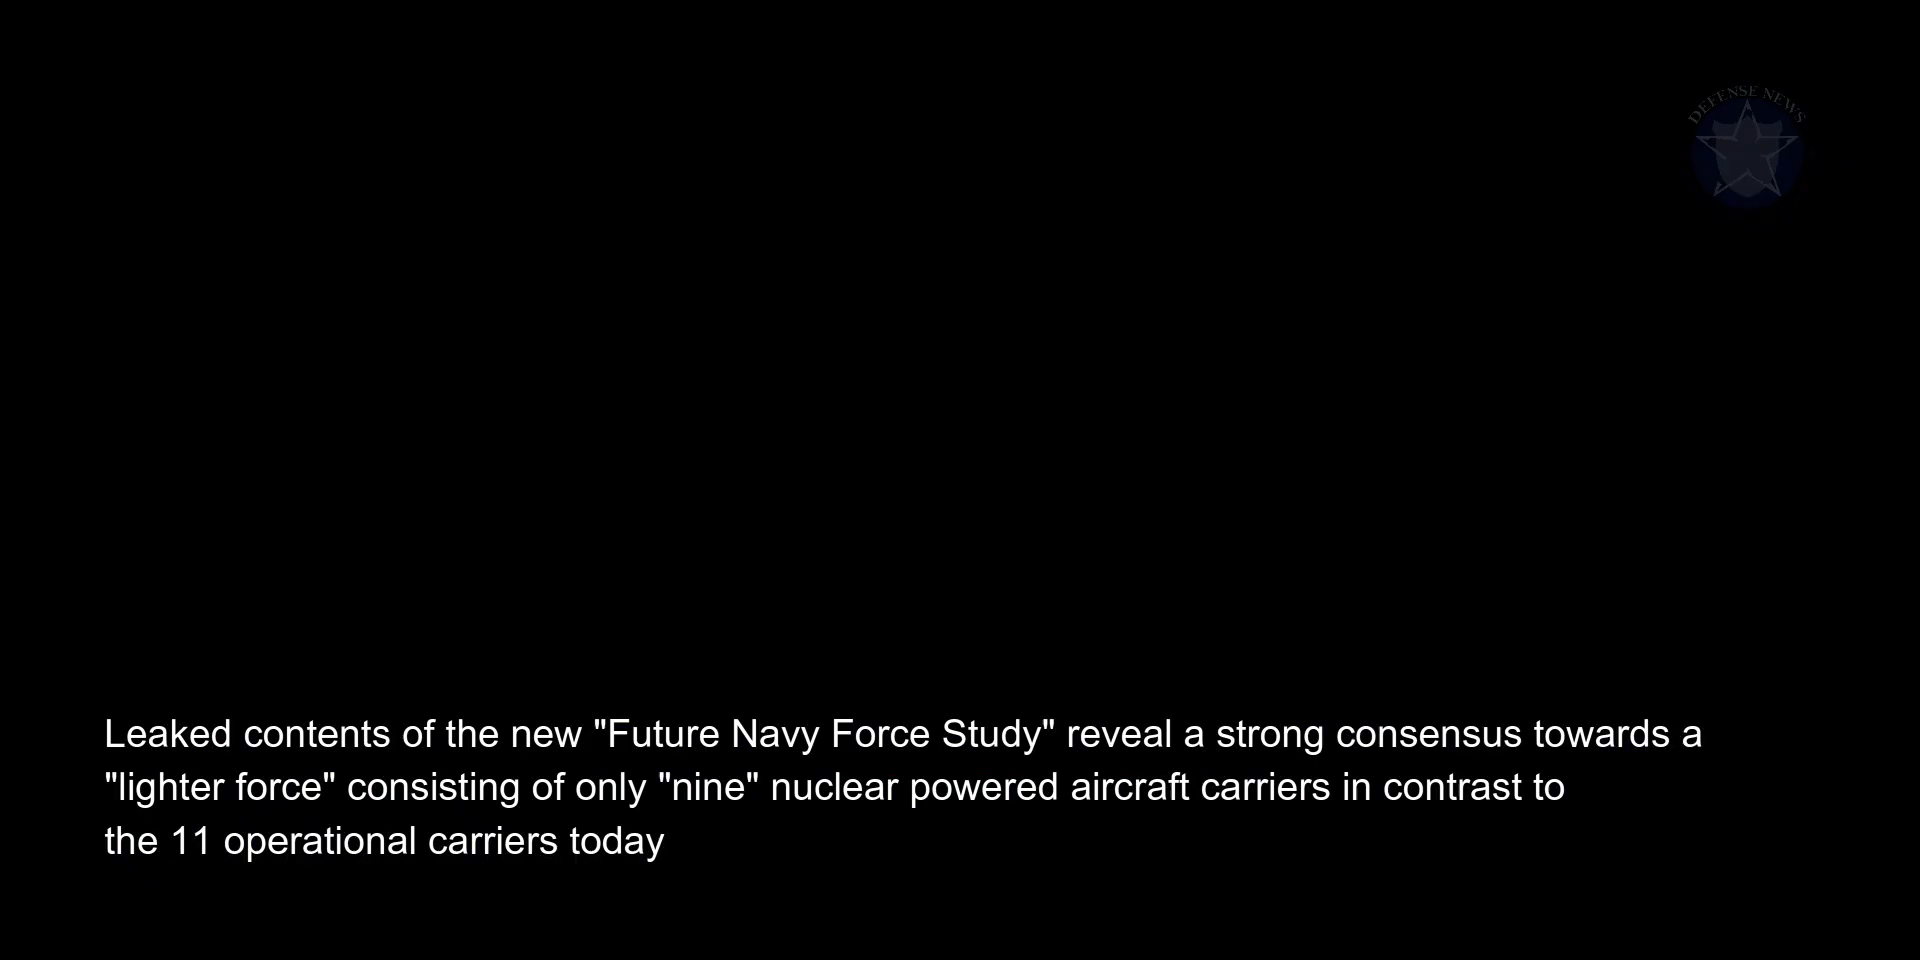 DEFENSE NEWS
Leaked contents of the new "Future Navy Force Study" reveal a strong consensus towards a
"lighter force" consisting of only "nine" nuclear powered aircraft carriers in contrast to
the 11 operational carriers today